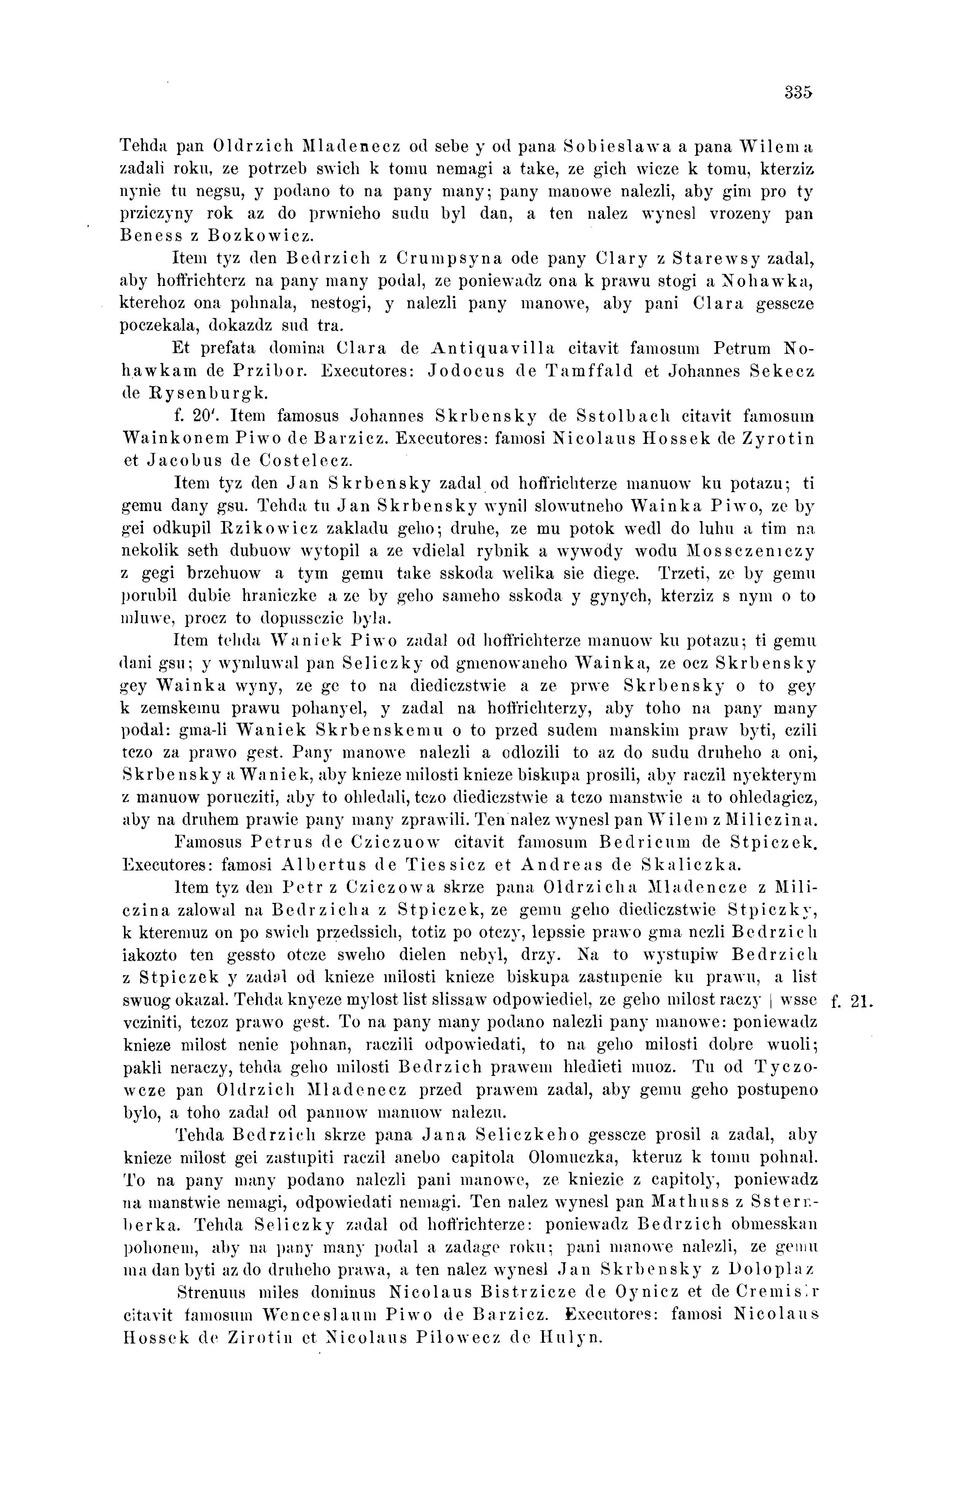 335
Tehda pan Oldrzich Mladenecz od sebe y od pana Sobieslawa a pana Wilema
zadali roku, ze potrzeb swich k tomu nemagi a take, ze gich wicze k tomu, kterziz
nynie tu negsu, y podano to na pany many; pany manowe nalezli, aby gim pro ty
prziczyny rok az do prwnieho sudu byl dan, a ten nalez wynesl vrozeny pan
Beness z Bozkowicz.
Item tyz den Bedrzich z Crumpsyna ode pany Clary z Starewsy zadal,
aby hoffrichterz na pany many podal, ze poniewadz ona k prawu stogi a Nohawka,
kterehoz ona pohnala, nestogi, y nalezli pany manowe, aby pani Clara gesscze
poczekala, dokazdz sud tra.
Et prefata domina Clara de Antiquavilla citavit famosum Petrum No-
hawkam de Przibor. Executores: Jodocus de Tamffald et Johannes Sekecz
de Rysenburgk.
f. 20'. Item famosus Johannes Skrbensky de Sstolbach citavit famosum
Wainkonem Piwo de Barzicz. Executores: famosi Nicolaus Hossek de Zyrotin
et Jacobus de Costelecz.
Item tyz den Jan Skrbensky zadal od hoffrichterze manuow ku potazu; ti
gemu dany gsu. Tehda tu Jan Skrbensky wynil slowutneho Wainka Piwo, ze by
gei odkupil Rzikowicz zakladu geho; druhe, ze mu potok wedl do luhu a tim na
nekolik seth dubuow wytopil a ze vdielal rybnik a wywody wodu Mossczeniczy
z gegi brzehuow a tym gemu take sskoda welika sie diege. Trzeti, ze by gemu
porubil dubie hraniczke a ze by geho sameho sskoda y gynych, kterziz s nym o to
mluwe, procz to dopussczic byla.
Item tehda Waniek Piwo zadal od hoffrichterze manuow ku potazu; ti gemu
dani gsu; y wymluwal pan Seliczky od gmenowaneho Wainka, ze ocz Skrbensky
gey Wainka wyny, ze ge to na diediczstwie a ze prwe Skrbensky o to gey
k zemskemu prawu pohanyel, y zadal na hoffrichterzy, aby toho na pany many
podal: gma-li Waniek Skrbenskemu o to przed sudem manskim praw byti, czili
tczo za prawo gest. Pany manowe nalezli a odlozili to az do sudu druheho a oni,
Skrbensky a Waniek, aby knieze milosti knieze biskupa prosili, aby raczil nyekterym
z manuow porucziti, aby to ohledali, tczo diediczstwie a tczo manstwie a to ohledagicz,
aby na druhem prawie pany many zprawili. Ten nalez wynesl pan Wilem z Miliczina.
Famosus Petrus de Cziczuow citavit famosum Bedricum de Stpiczek.
Executores: famosi Albertus de Tiessicz et Andreas de Skaliczka.
Item tyz den Petr z Cziczowa skrze pana Oldrzicha Mladencze z Mili-
czina zalowal na Bedrzicha z Stpiczek, ze gemu geho diediczstwie Stpiczky,
k kteremuz on po swich przedssich, totiz po otczy, lepssie prawo gma nezli Bedrzich
iakozto ten gessto otcze sweho dielen nebyl, drzy. Na to wystupiw Bedrzich
z Stpiczek y zadal od knieze milosti knieze biskupa zastupenie ku prawu, a list
swuog okazal. Tehda knyeze mylost list slissaw odpowiediel, ze geho milost raczy | wsse f. 21.
vcziniti, tczoz prawo gest. To na pany many podano nalezli pany manowe: poniewadz
knieze milost nenie pohnan, raczili odpowiedati, to na geho milosti dobre wuoli;
pakli neraczy, tehda geho milosti Bedrzich prawem hledieti muoz. Tu od Tyczo-
wcze pan Oldrzich Mladenecz przed prawem zadal, aby gemu geho postupeno
bylo, a toho zadal od panuow manuow nalezu.
Tehda Bedrzich skrze pana Jana Seliczkeho gesscze prosil a zadal, aby
knieze milost gei zastupiti raczil anebo capitola Olomuczka, kteruz k tomu pohnal.
To na pany many podano nalezli pani manowe, ze kniezie z capitoly, poniewadz
na manstwie nemagi, odpowiedati nemagi. Ten nalez wynesl pan Mathuss z Sstern-
berka. Tehda Seliczky zadal od hoffrichterze: poniewadz Bedrzich obmesskan
pohonem, aby na pany many podal a zadage roku; pani manowe nalezli, ze gemu
ma dan byti az do druheho prawa, a ten nalez wynesl Jan Skrbensky z Doloplaz
Strenuus miles dominus Nicolaus Bistrzicze de Oynicz et de Cremisir
citavit famosum Wenceslaum Piwo de Barzicz. Executores: famosi Nicolaus
Hossek de Zirotin et Nicolaus Pilowecz de Hulyn.